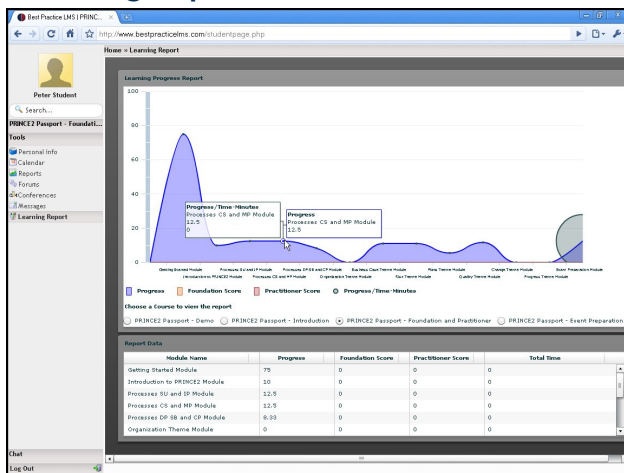 Best Practice LMS | PRINC...
http://www.bestpracticelms.com/studentpage.php
Home » Learning Report
Peter Student
Search...
PRINCE2 Passport - Foundati...
Tools
Personal Info
Calendar
Reports
Forums
Conferences
Messages
Learning Report
Chat
Log Out
Learning Progress Report
100
80
60
40
20
0
Progress/Time-Minutes
Processes CS and MP Module
12.5
0
Progress
Processes CS and MP Module
12.5
Getting Started Module
Processes SU and IP Module
Processes DP SB and CP Module
Business Case Theme Module
Plans Theme Module
Change Theme Module
Event Preparation Module
Introduction to PRINCE2 Module
Processes CS and MP Module
Organization Theme Module
Risk Theme Module
Quality Theme Module
Progress Theme Module
Progress
Foundation Score
Practitioner Score
Progress/Time-Minutes
Choose a Course to view the report
PRINCE2 Passport - Demo
PRINCE2 Passport - Introduction
PRINCE2 Passport - Foundation and Practitioner
PRINCE2 Passport - Event Preparation
Report Data
Module Name Progress Foundation Score Practitioner Score Total Time
Getting Started Module 75 0 0 0
Introduction to PRINCE2 Module 10 0 0 0
Processes SU and IP Module 12.5 0 0 0
Processes CS and MP Module 12.5 0 0 0
Processes DP SB and CP Module 8.33 0 0 0
Organization Theme Module 0 0 0 0